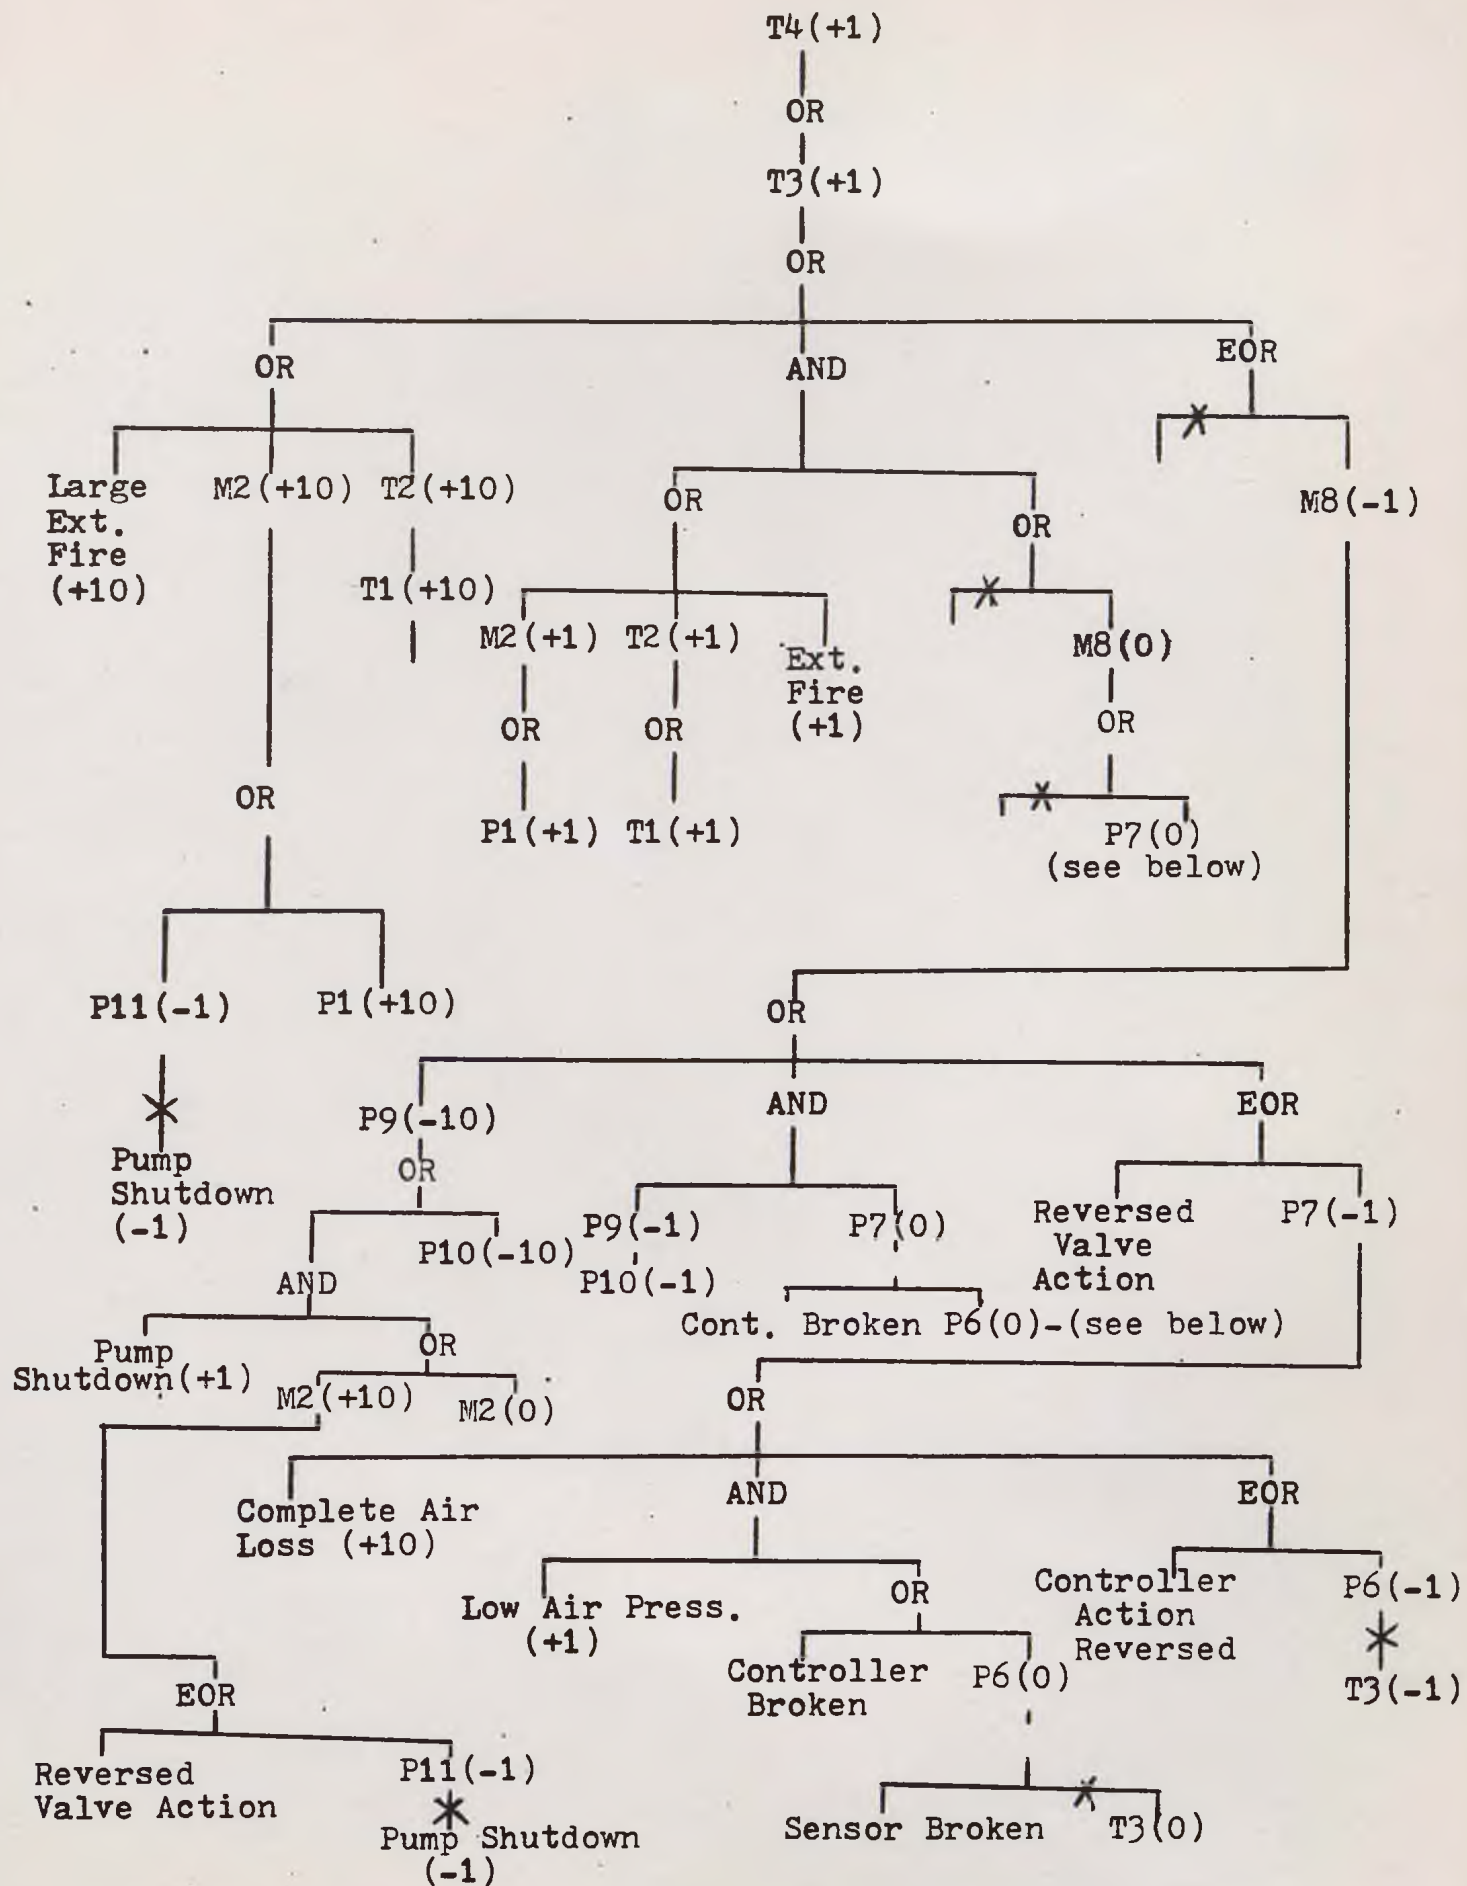 T4(+1)
OR
T3(+1)
OR
OR
AND
EOR
Large
Ext.
Fire
(+10)
M2(+10)
T2(+10)
T1(+10)
OR
OR
M8(-1)
M2(+1)
T2(+1)
Ext.
Fire
(+1)
M8(0)
OR
OR
OR
P1(+1)
T1(+1)
P7(0)
(see below)
OR
P11(-1)
P1(+10)
Pump
Shutdown
(-1)
OR
P9(-10)
AND
EOR
OR
AND
P10(-10)
P9(-1)
P10(-1)
P7(0)
Reversed
Valve
Action
P7(-1)
Cont. Broken P6(0)-(see below)
Pump
Shutdown(+1)
OR
M2(+10)
M2(0)
OR
Complete Air
Loss (+10)
AND
EOR
Low Air Press.
(+1)
OR
Controller
Action
Reversed
P6(-1)
T3(-1)
Controller
Broken
P6(0)
EOR
Reversed
Valve Action
P11(-1)
Pump Shutdown
(-1)
Sensor Broken
T3(0)